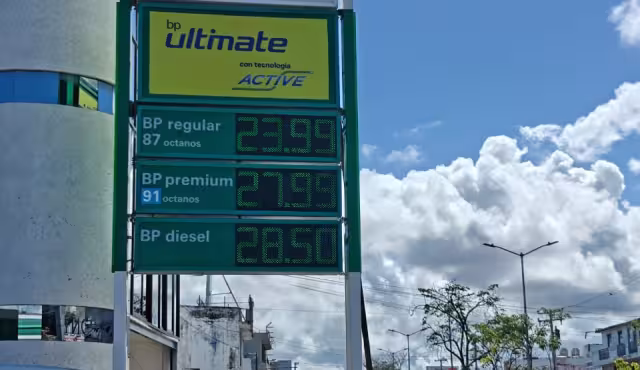 bp
ultimate
con tecnología
ACTIVE
BP regular 23.99
87 octanos
BP premium 27.99
91 octanos
BP diesel 28.50